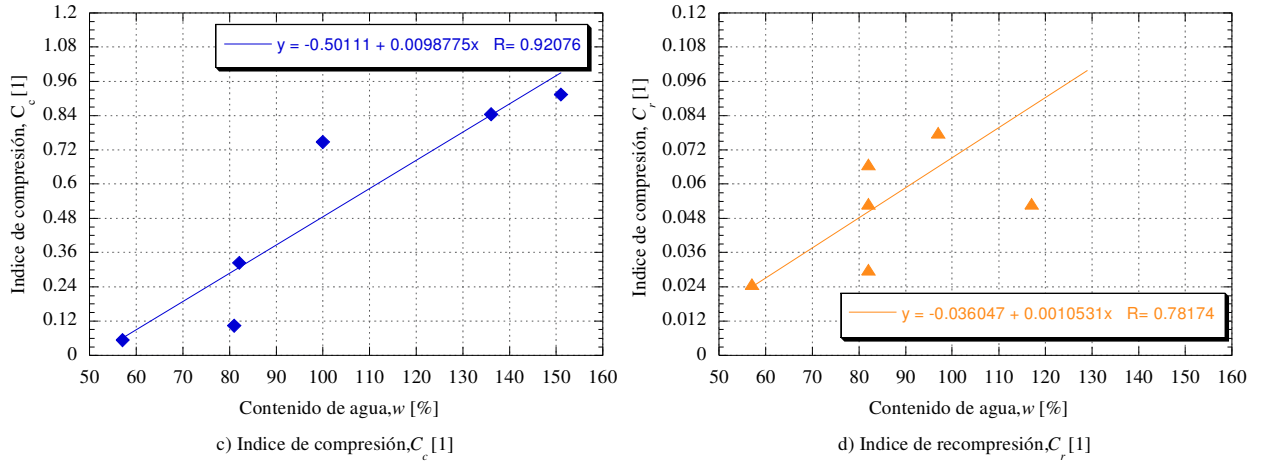 1.2
1.08
0.96
0.84
0.72
0.6
0.48
0.36
0.24
0.12
0
Indice de compresión, C_c [1]
y = -0.50111 + 0.0098775x R= 0.92076
50 60 70 80 90 100 110 120 130 140 150 160
Contenido de agua,w [%]
c) Indice de compresión,C_c [1]
0.12
0.108
0.096
0.084
0.072
0.06
0.048
0.036
0.024
0.012
0
Indice de compresión, C_r [1]
y = -0.036047 + 0.0010531x R= 0.78174
50 60 70 80 90 100 110 120 130 140 150 160
Contenido de agua,w [%]
d) Indice de recompresión,C_r [1]